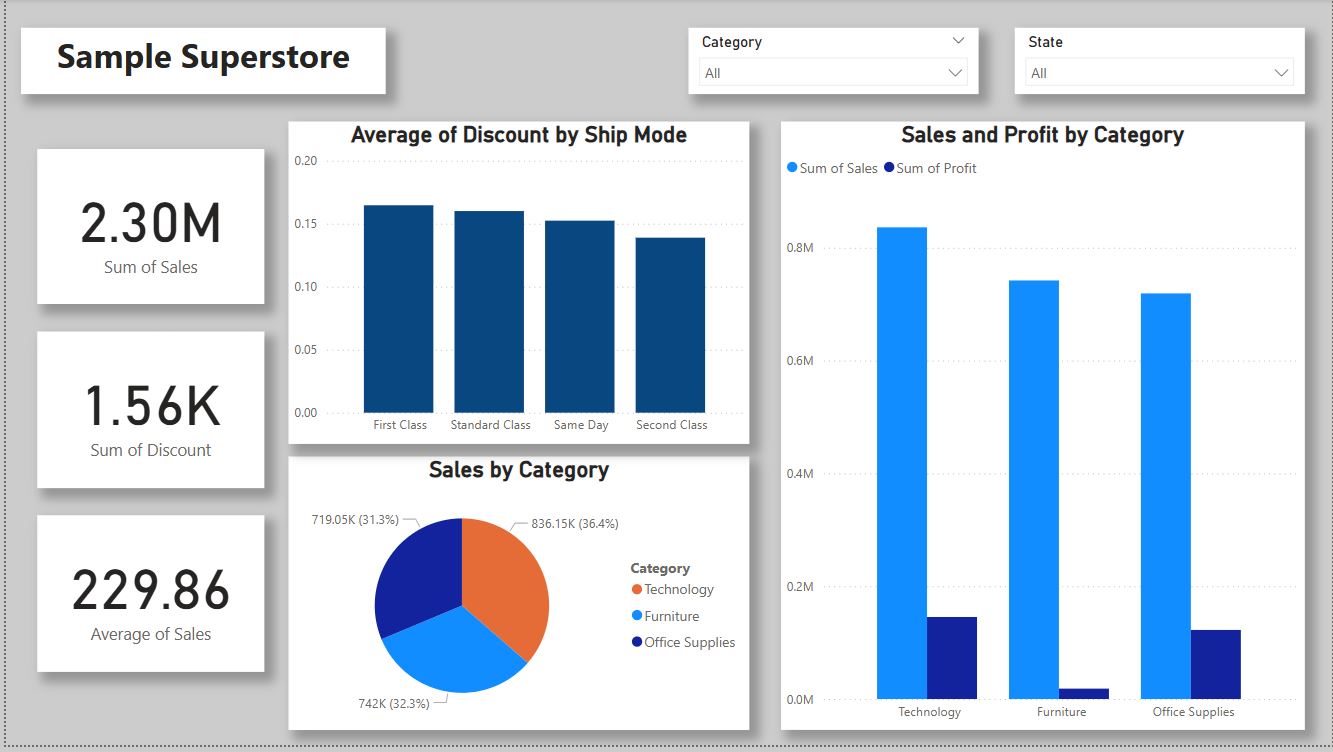 Sample Superstore
Category
All
State
All
2.30M
Sum of Sales
1.56K
Sum of Discount
229.86
Average of Sales
Average of Discount by Ship Mode
0.20
0.15
0.10
0.05
0.00
First Class Standard Class Same Day Second Class
Sales by Category
719.05K (31.3%)
836.15K (36.4%)
742K (32.3%)
Category
Technology
Furniture
Office Supplies
Sales and Profit by Category
Sum of Sales Sum of Profit
0.8M
0.6M
0.4M
0.2M
0.0M
Technology Furniture Office Supplies